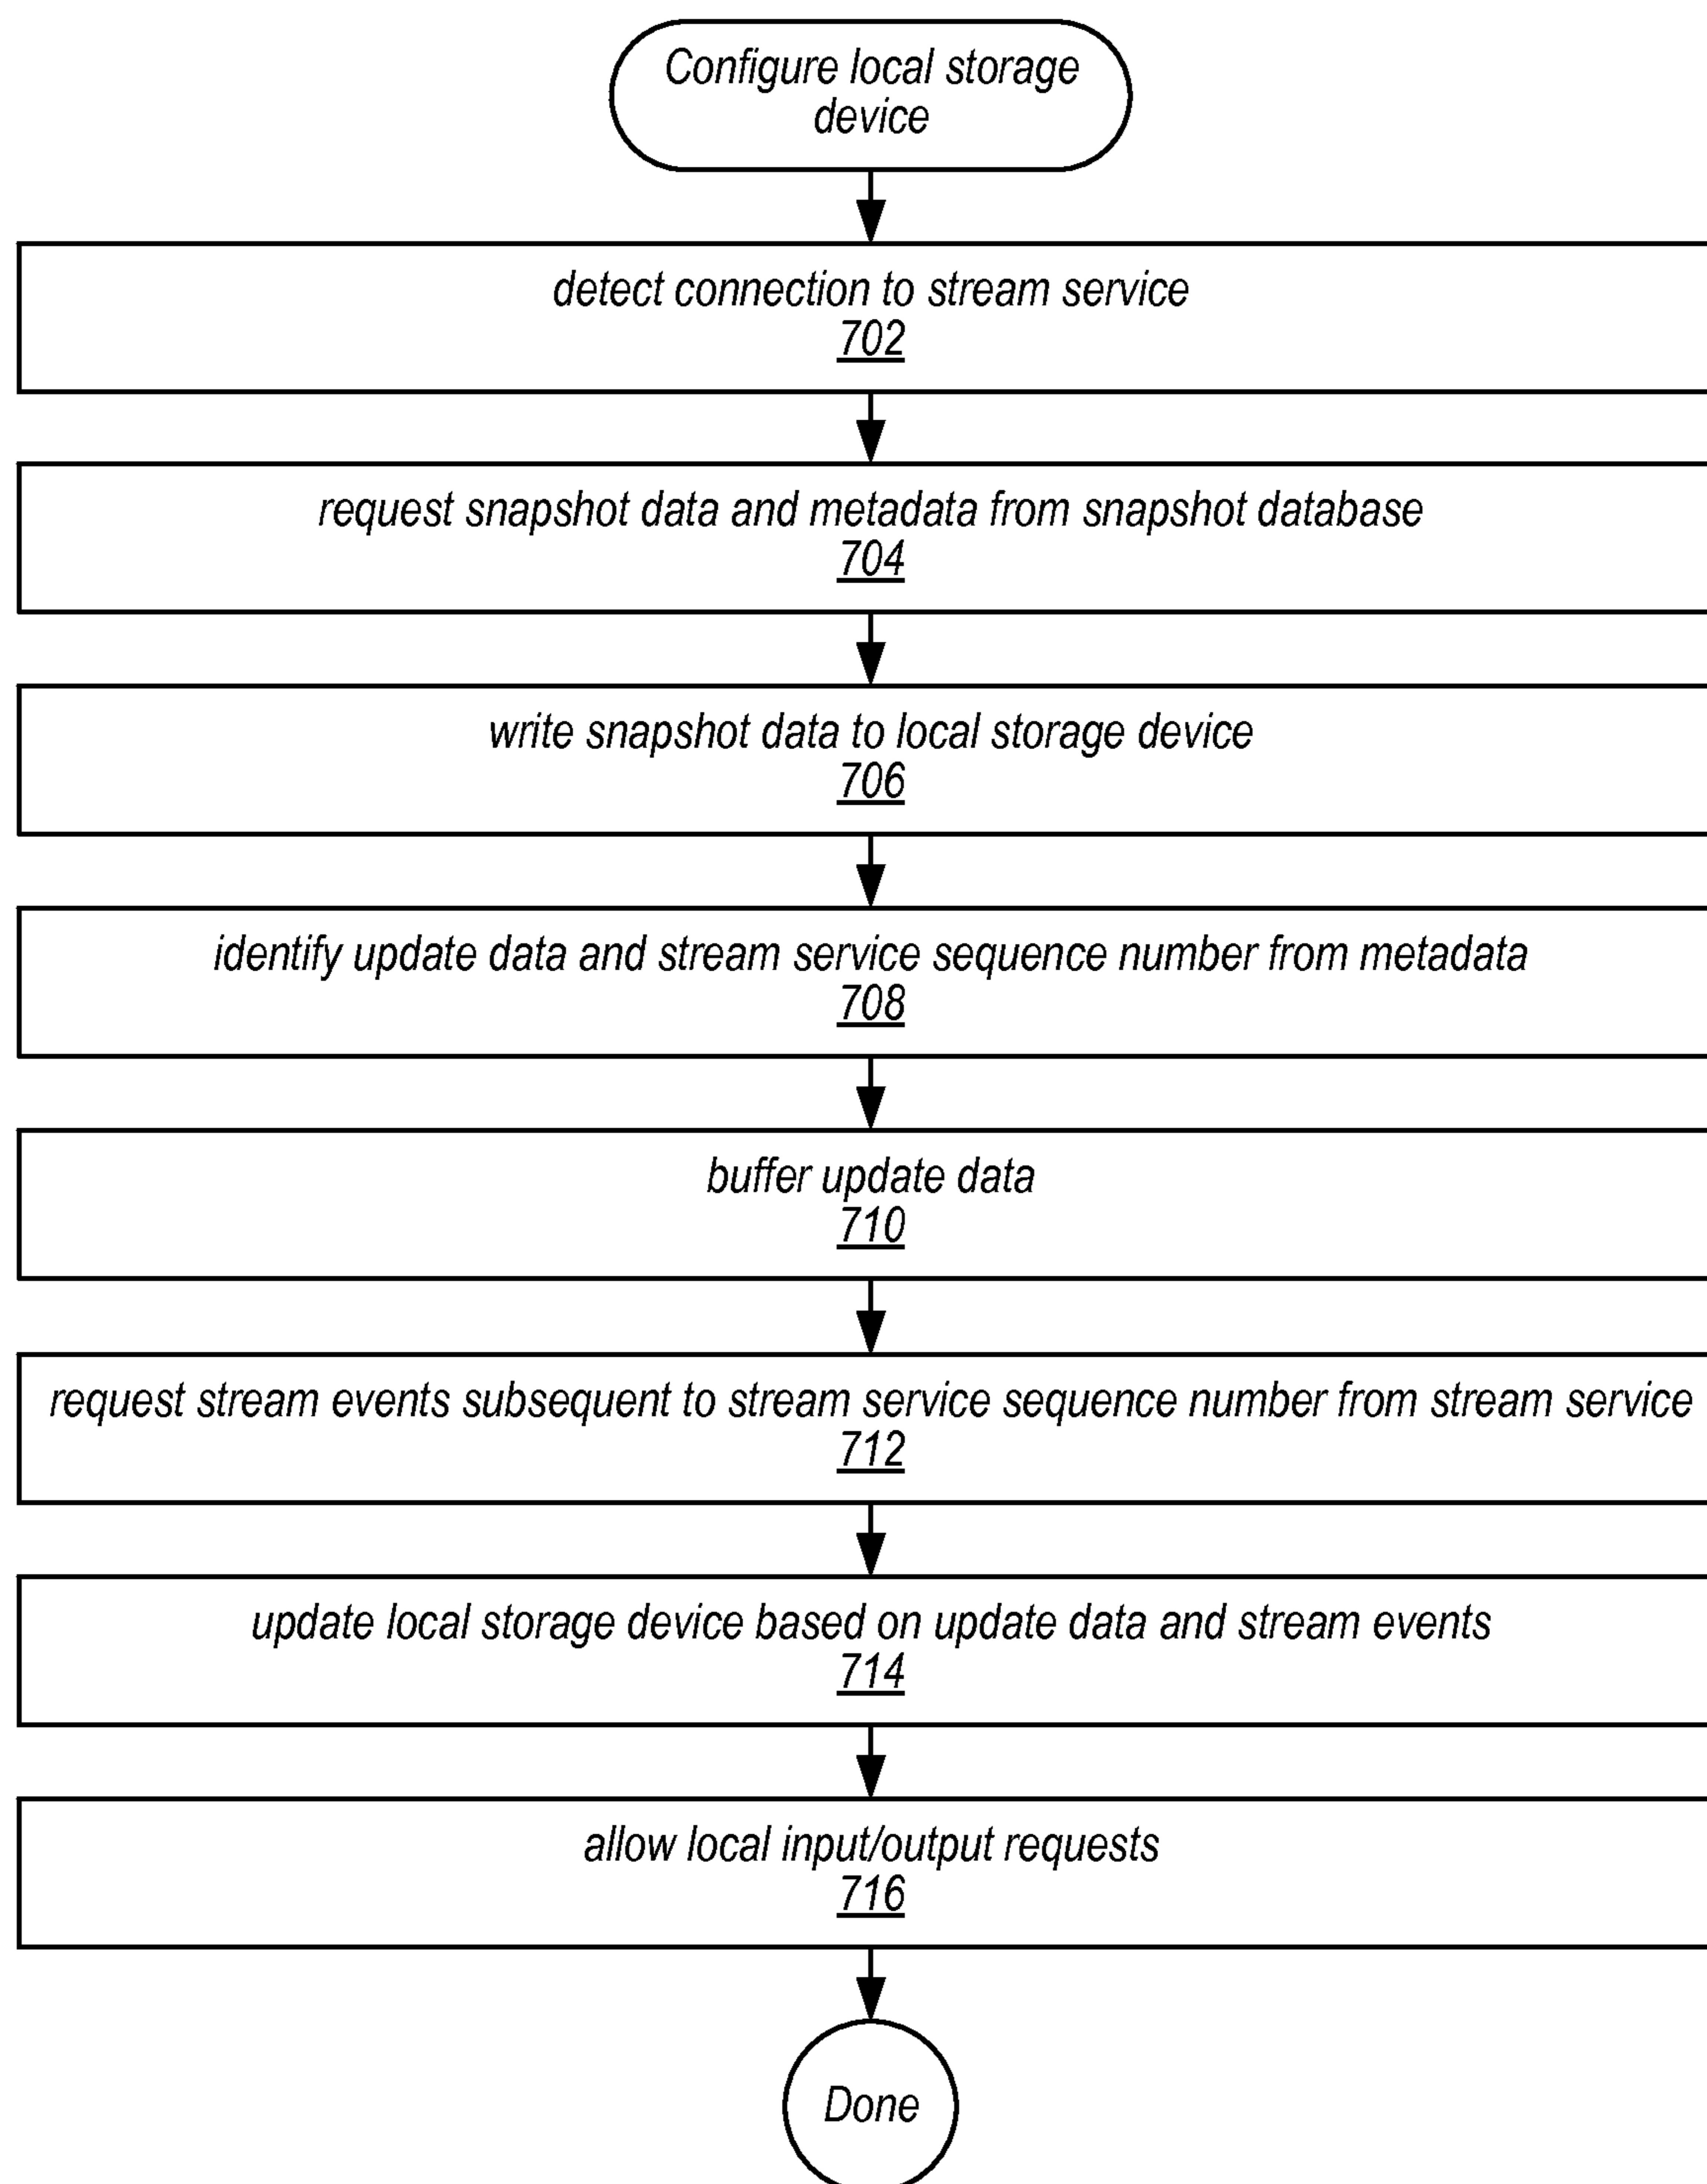 Configure local storage
device
detect connection to stream service
702
request snapshot data and metadata from snapshot database
704
write snapshot data to local storage device
706
identify update data and stream service sequence number from metadata
708
buffer update data
710
request stream events subsequent to stream service sequence number from stream service
712
update local storage device based on update data and stream events
714
allow local input/output requests
716
Done